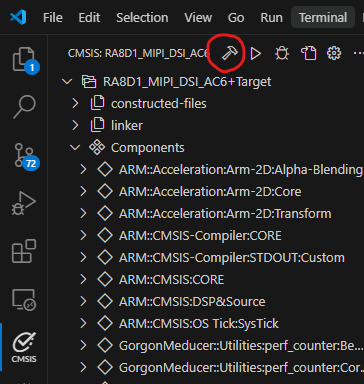 File Edit Selection View Go Run Terminal
CMSIS: RA8D1_MIPI_DSI_AC6
RA8D1_MIPI_DSI_AC6+Target
constructed-files
linker
Components
ARM::Acceleration:Arm-2D:Alpha-Blending
ARM::Acceleration:Arm-2D:Core
ARM::Acceleration:Arm-2D:Transform
ARM::CMSIS-Compiler:CORE
ARM::CMSIS-Compiler:STDOUT:Custom
ARM::CMSIS:CORE
ARM::CMSIS:DSP&Source
ARM::CMSIS:OS Tick:SysTick
GorgonMeducer::Utilities:perf_counter:Be...
GorgonMeducer::Utilities:perf_counter:Cor...
1
72
CMSIS